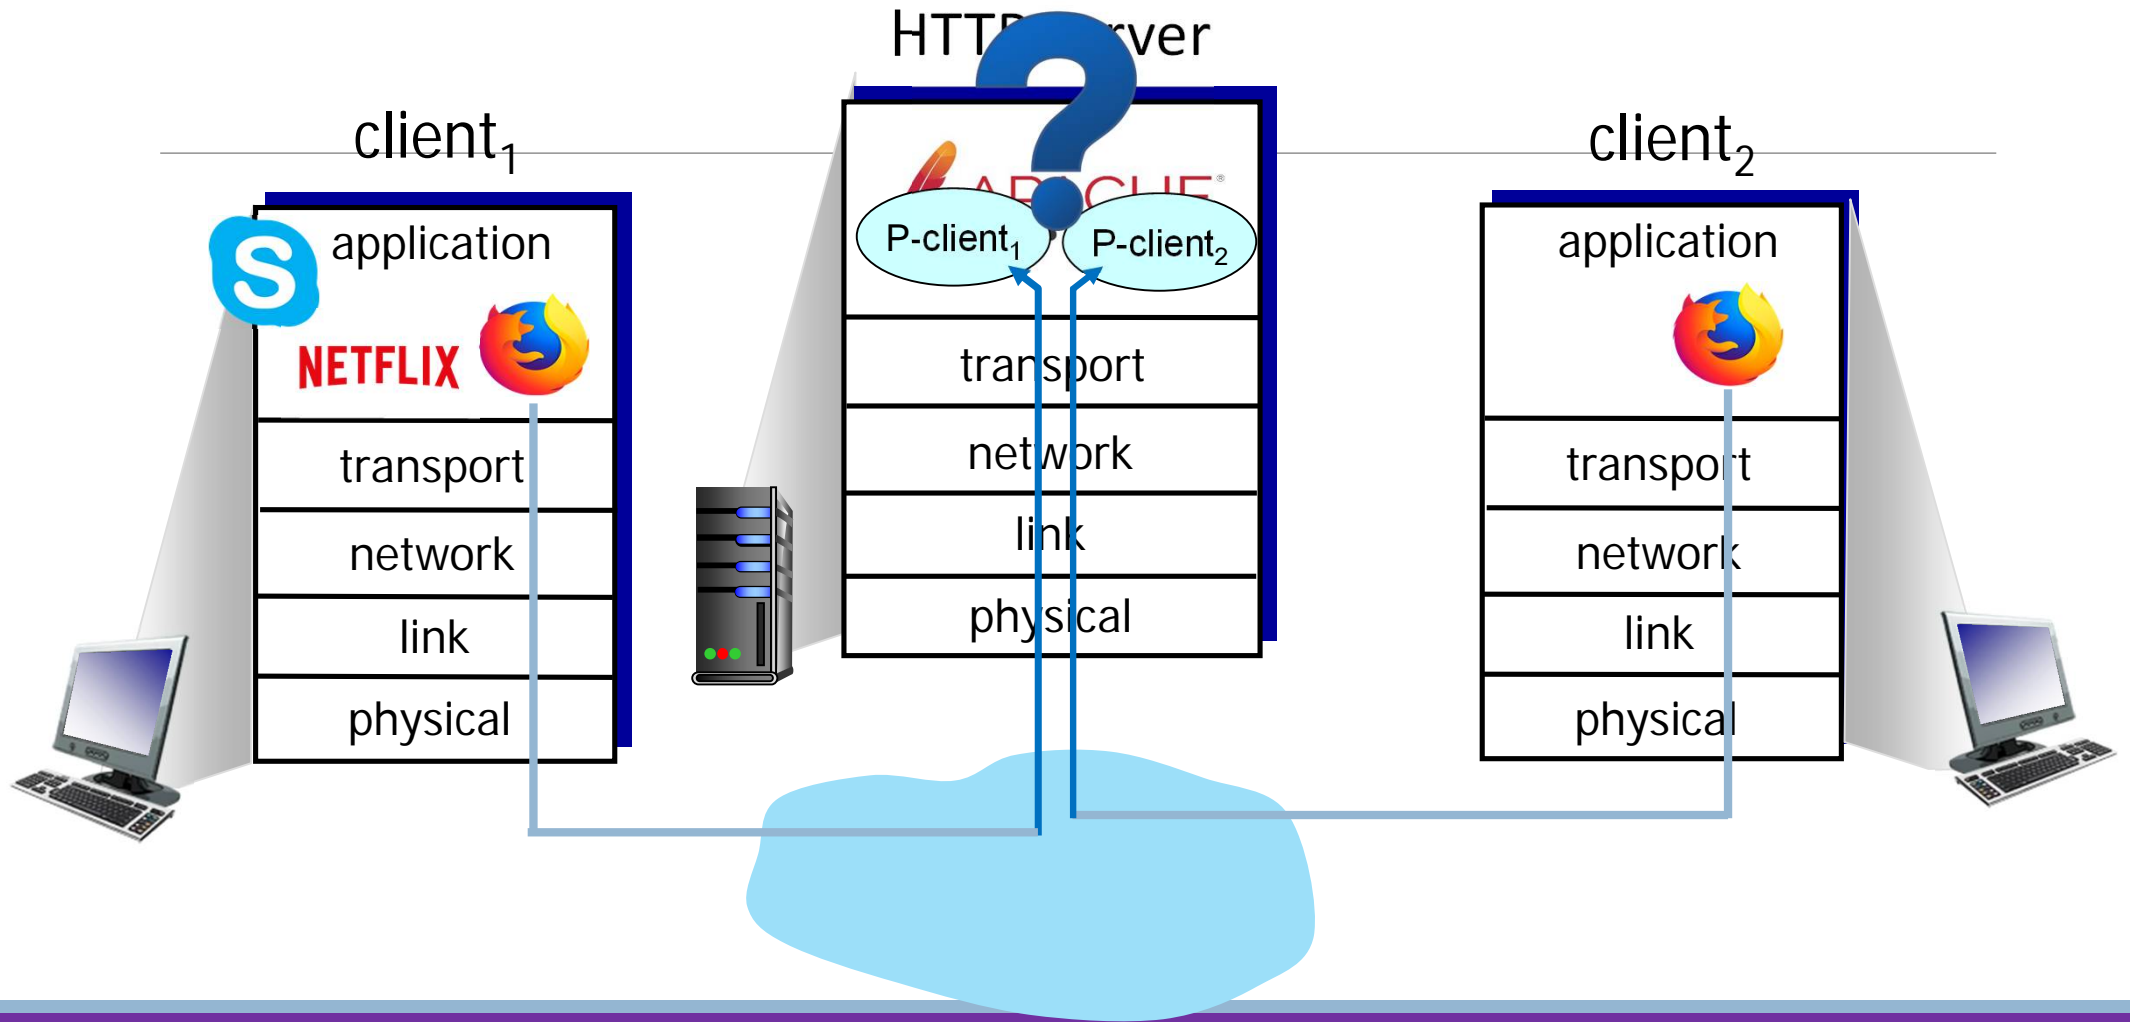 client₁
application
NETFLIX
transport
network
link
physical
P-client₁
P-client₂
transport
network
link
physical
client₂
application
transport
network
link
physical